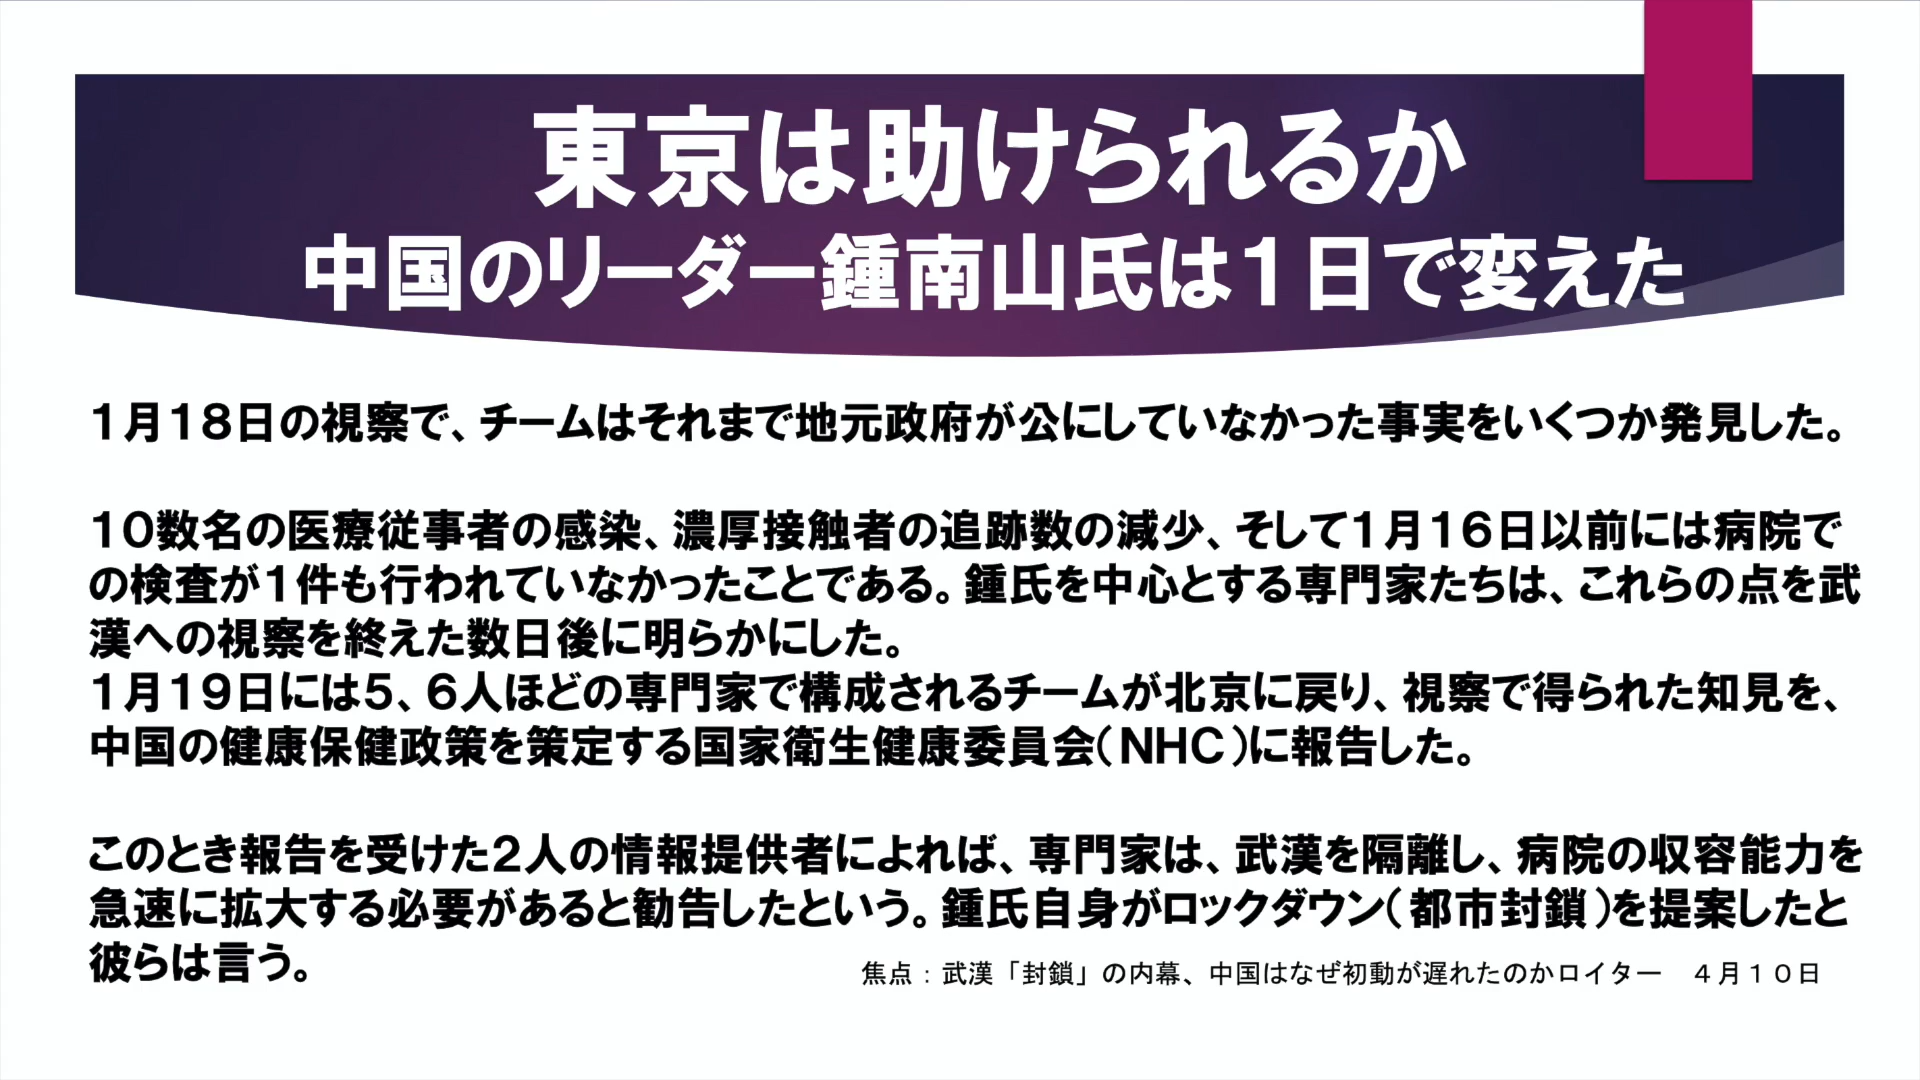 東京は助けられるか
中国のリーダー鍾南山氏は１日で変えた
１月１８日の視察で、チームはそれまで地元政府が公にしていなかった事実をいくつか発見した。
１０数名の医療従事者の感染、濃厚接触者の追跡数の減少、そして１月１６日以前には病院で
の検査が１件も行われていなかったことである。鍾氏を中心とする専門家たちは、これらの点を武
漢への視察を終えた数日後に明らかにした。
１月１９日には５、６人ほどの専門家で構成されるチームが北京に戻り、視察で得られた知見を、
中国の健康保健政策を策定する国家衛生健康委員会（ＮＨＣ）に報告した。
このとき報告を受けた２人の情報提供者によれば、専門家は、武漢を隔離し、病院の収容能力を
急速に拡大する必要があると勧告したという。鍾氏自身がロックダウン（都市封鎖）を提案したと
彼らは言う。
焦点：武漢「封鎖」の内幕、中国はなぜ初動が遅れたのかロイター　４月１０日